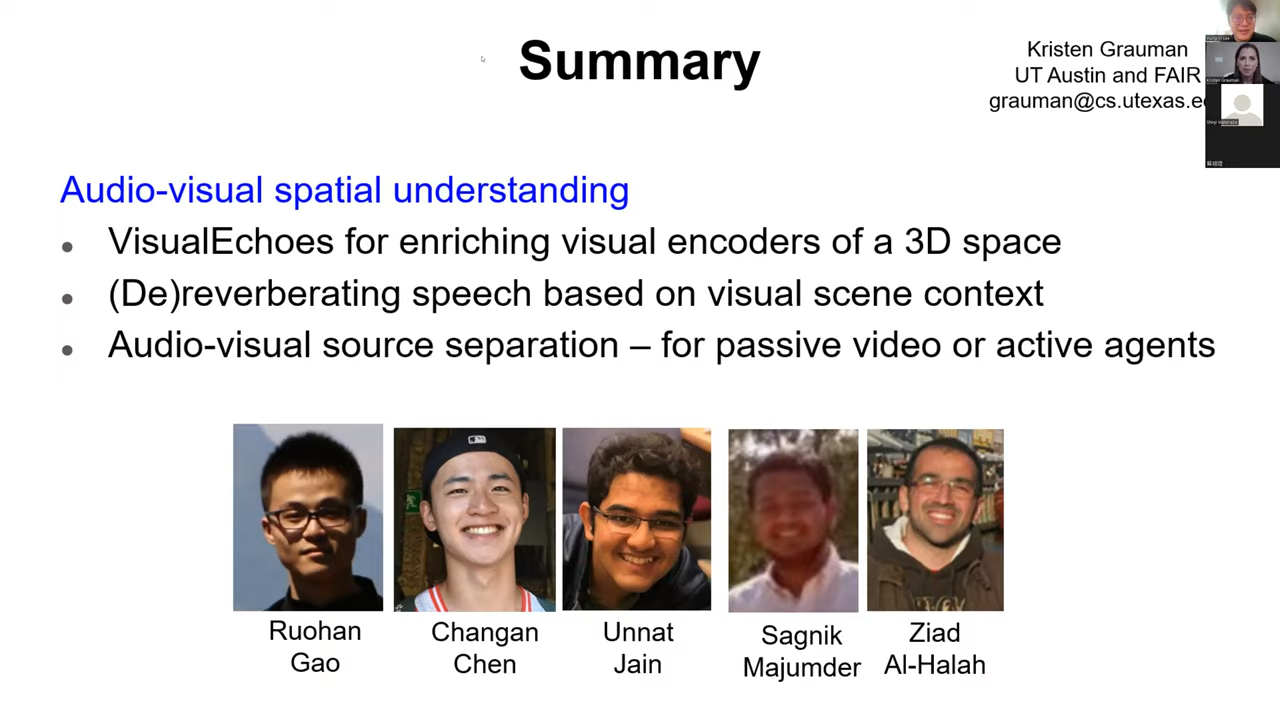 Summary
Kristen Grauman
UT Austin and FAIR
grauman@cs.utexas.e
Audio-visual spatial understanding
• VisualEchoes for enriching visual encoders of a 3D space
• (De)reverberating speech based on visual scene context
• Audio-visual source separation – for passive video or active agents
Ruohan
Gao
Changan
Chen
Unnat
Jain
Sagnik
Majumder
Ziad
Al-Halah
Kristen Grauman